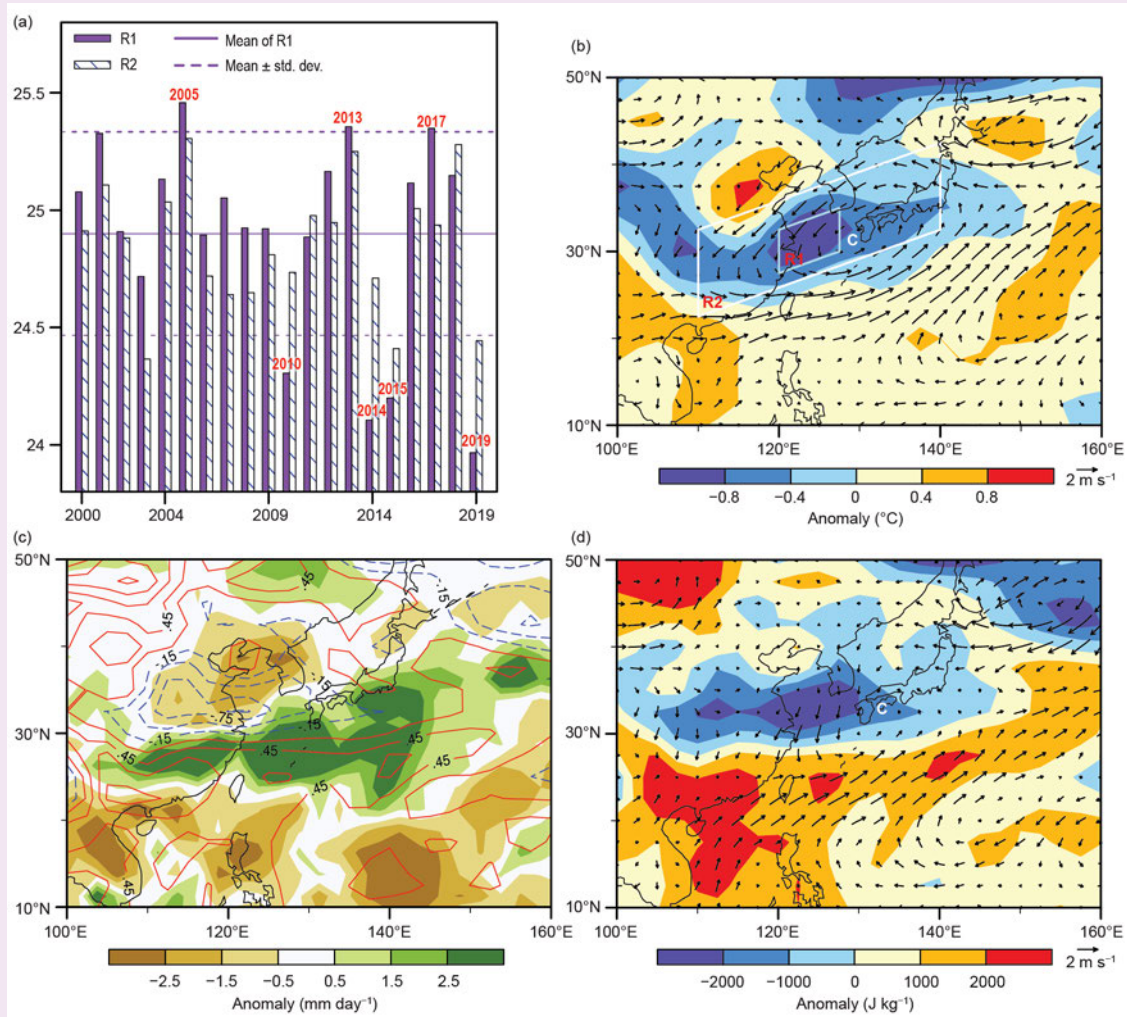 (a)
R1
R2
Mean of R1
Mean ± std. dev.
25.5
25
24.5
24
2005
2013
2017
2010
2014
2015
2019
2000
2004
2009
2014
2019
(b)
50°N
30°N
10°N
R1
R2
C
100°E
120°E
140°E
160°E
−0.8
−0.4
0
0.4
0.8
2 m s⁻¹
Anomaly (°C)
(c)
50°N
30°N
10°N
.45
.45
-.15
.45
-.15
-.15
.75
-.15
-.15
.45
.45
.45
.45
.45
100°E
120°E
140°E
160°E
−2.5
−1.5
−0.5
0.5
1.5
2.5
Anomaly (mm day⁻¹)
(d)
50°N
30°N
10°N
C
100°E
120°E
140°E
160°E
−2000
−1000
0
1000
2000
2 m s⁻¹
Anomaly (J kg⁻¹)